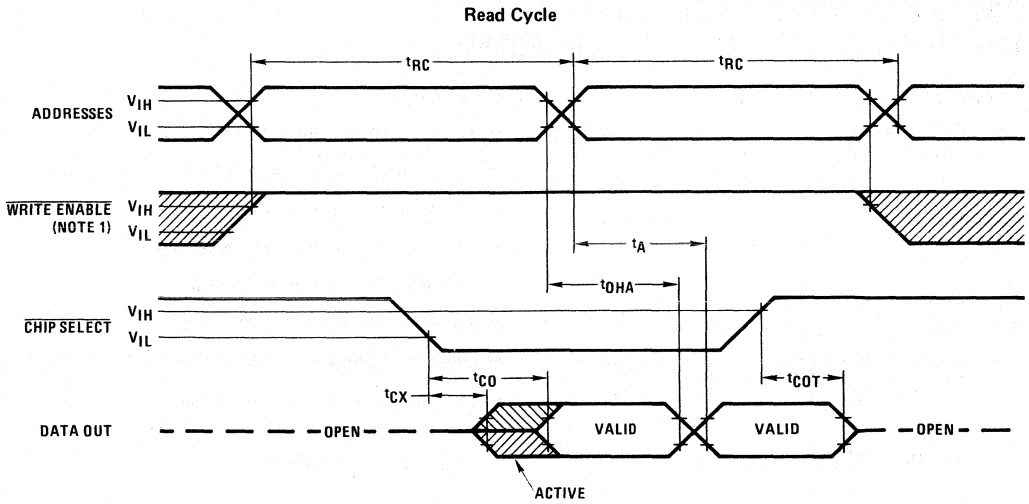 Read Cycle
tRC
tRC
ADDRESSES
VIH
VIL
WRITE ENABLE
(NOTE 1)
VIH
VIL
tA
tOHA
CHIP SELECT
VIH
VIL
tCO
tCOT
tCX
DATA OUT
OPEN
VALID
VALID
OPEN
ACTIVE